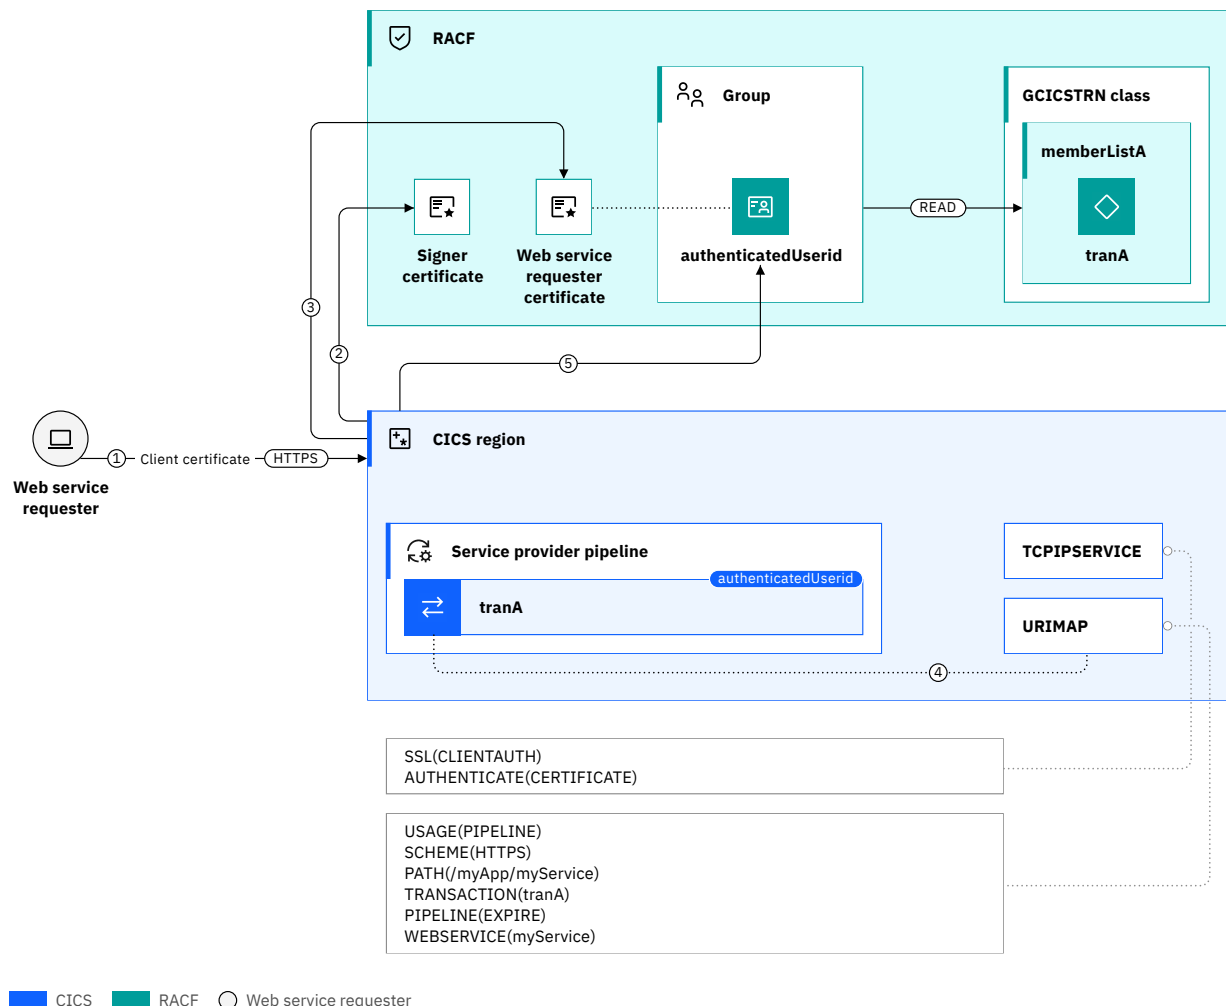 RACF
Group
GCICSTRN class
memberListA
READ
Signer
certificate
Web service
requester
certificate
authenticatedUserid
tranA
3
2
5
CICS region
1
Client certificate
HTTPS
Web service
requester
Service provider pipeline
authenticatedUserid
tranA
TCPIPSERVICE
URIMAP
4
SSL(CLIENTAUTH)
AUTHENTICATE(CERTIFICATE)
USAGE(PIPELINE)
SCHEME(HTTPS)
PATH(/myApp/myService)
TRANSACTION(tranA)
PIPELINE(EXPIRE)
WEBSERVICE(myService)
CICS
RACF
Web service requester